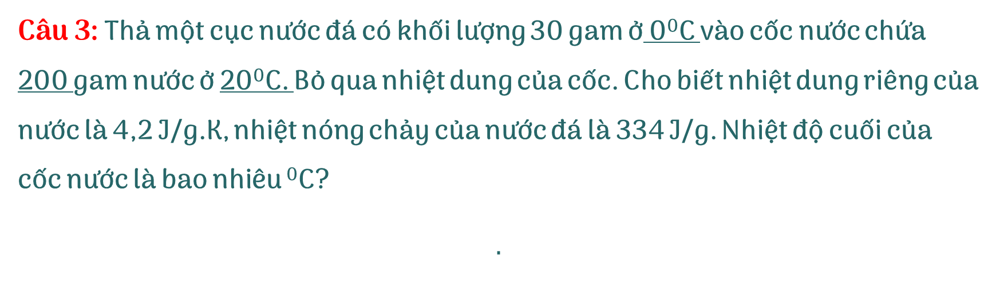 Câu 3: Thả một cục nước đá có khối lượng 30 gam ở 0⁰C vào cốc nước chứa
200 gam nước ở 20⁰C. Bỏ qua nhiệt dung của cốc. Cho biết nhiệt dung riêng của
nước là 4,2 J/g.K, nhiệt nóng chảy của nước đá là 334 J/g. Nhiệt độ cuối của
cốc nước là bao nhiêu ⁰C?
.